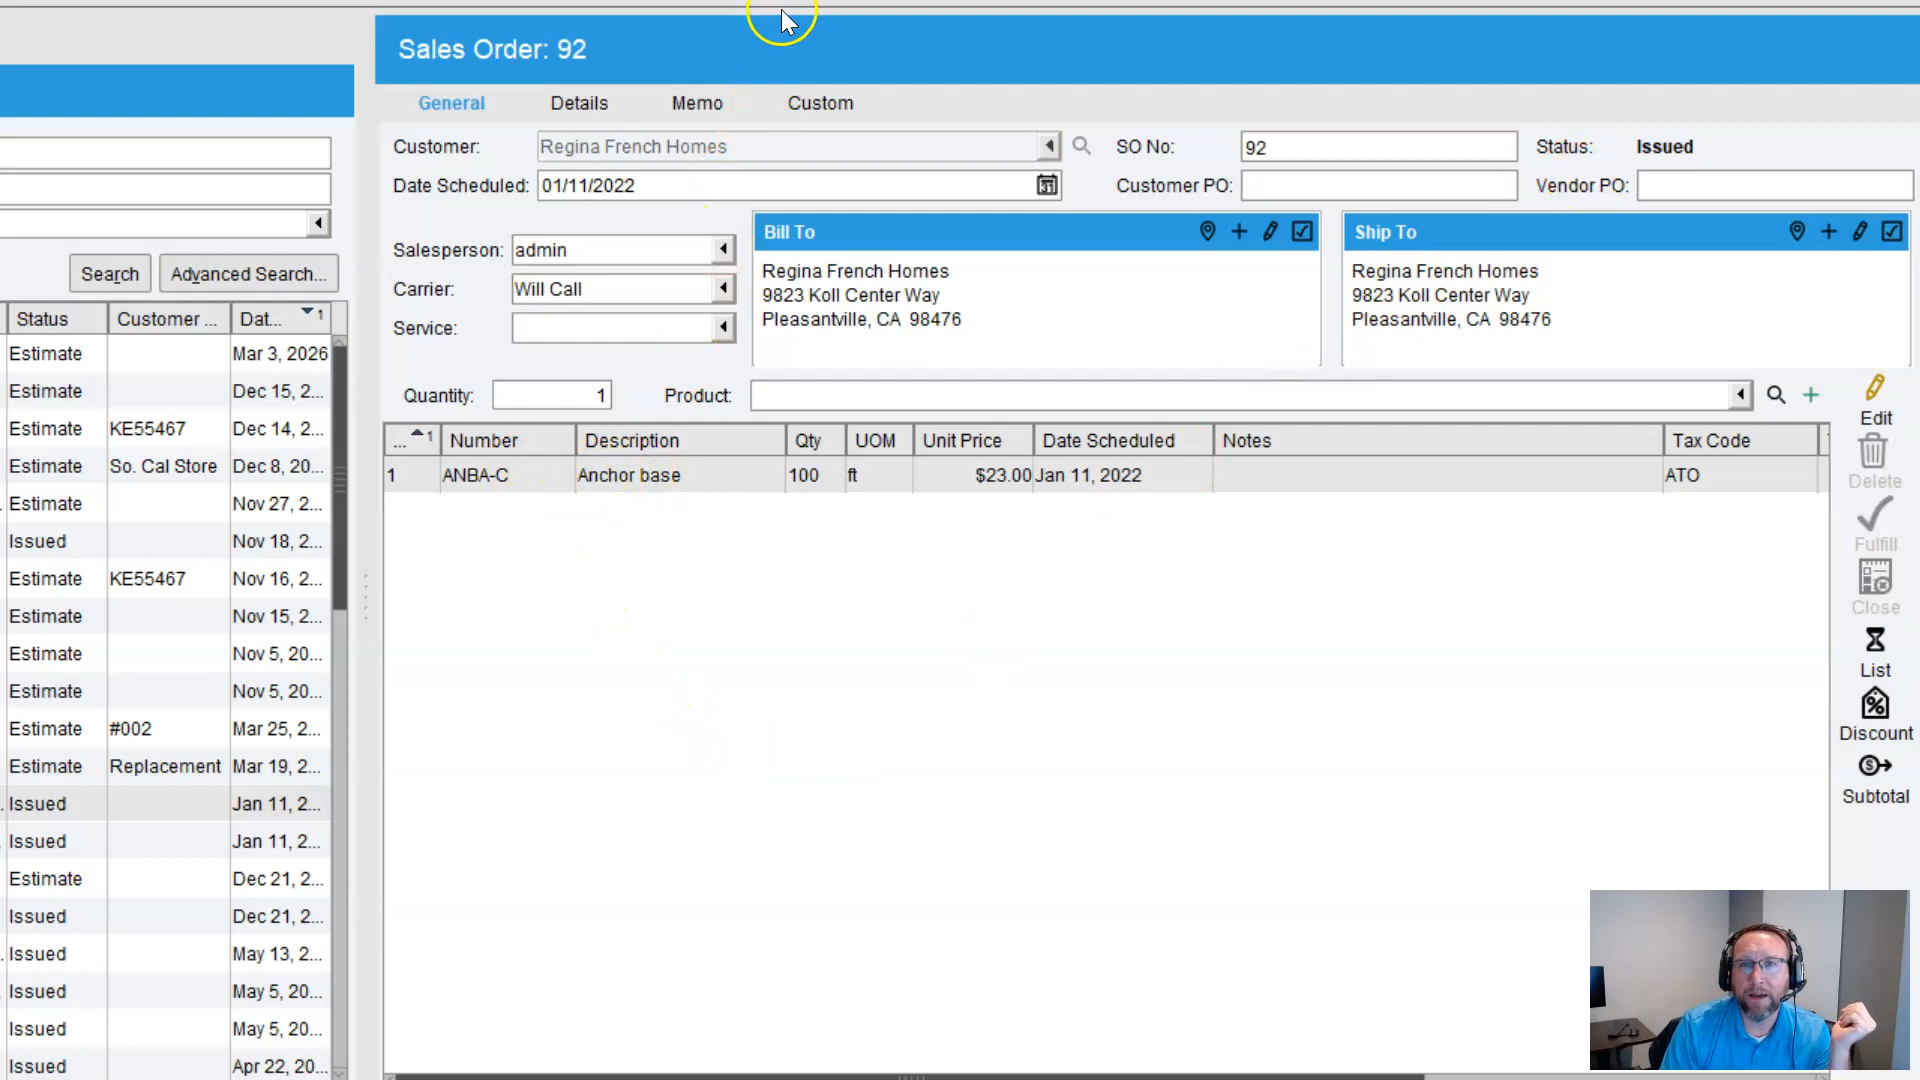 Sales Order: 92
General Details Memo Custom
Customer: Regina French Homes SO No: 92 Status: Issued
Date Scheduled: 01/11/2022 31 Customer PO: Vendor PO:
Salesperson: admin
Carrier: Will Call
Service:
Bill To
Regina French Homes
9823 Koll Center Way
Pleasantville, CA 98476
Ship To
Regina French Homes
9823 Koll Center Way
Pleasantville, CA 98476
Search Advanced Search...
Status Customer ... Dat... 1
Estimate Mar 3, 2026
Estimate Dec 15, 2...
Estimate KE55467 Dec 14, 2...
Estimate So. Cal Store Dec 8, 20...
Estimate Nov 27, 2...
Issued Nov 18, 2...
Estimate KE55467 Nov 16, 2...
Estimate Nov 15, 2...
Estimate Nov 5, 20...
Estimate Nov 5, 20...
Estimate #002 Mar 25, 2...
Estimate Replacement Mar 19, 2...
Issued Jan 11, 2...
Issued Jan 11, 2...
Estimate Dec 21, 2...
Issued Dec 21, 2...
Issued May 13, 2...
Issued May 5, 20...
Issued May 5, 20...
Issued Apr 22, 20...
Quantity: 1 Product:
... 1 Number Description Qty UOM Unit Price Date Scheduled Notes Tax Code
1 ANBA-C Anchor base 100 ft $23.00 Jan 11, 2022 ATO
Edit
Delete
Fulfill
Close
List
Discount
Subtotal